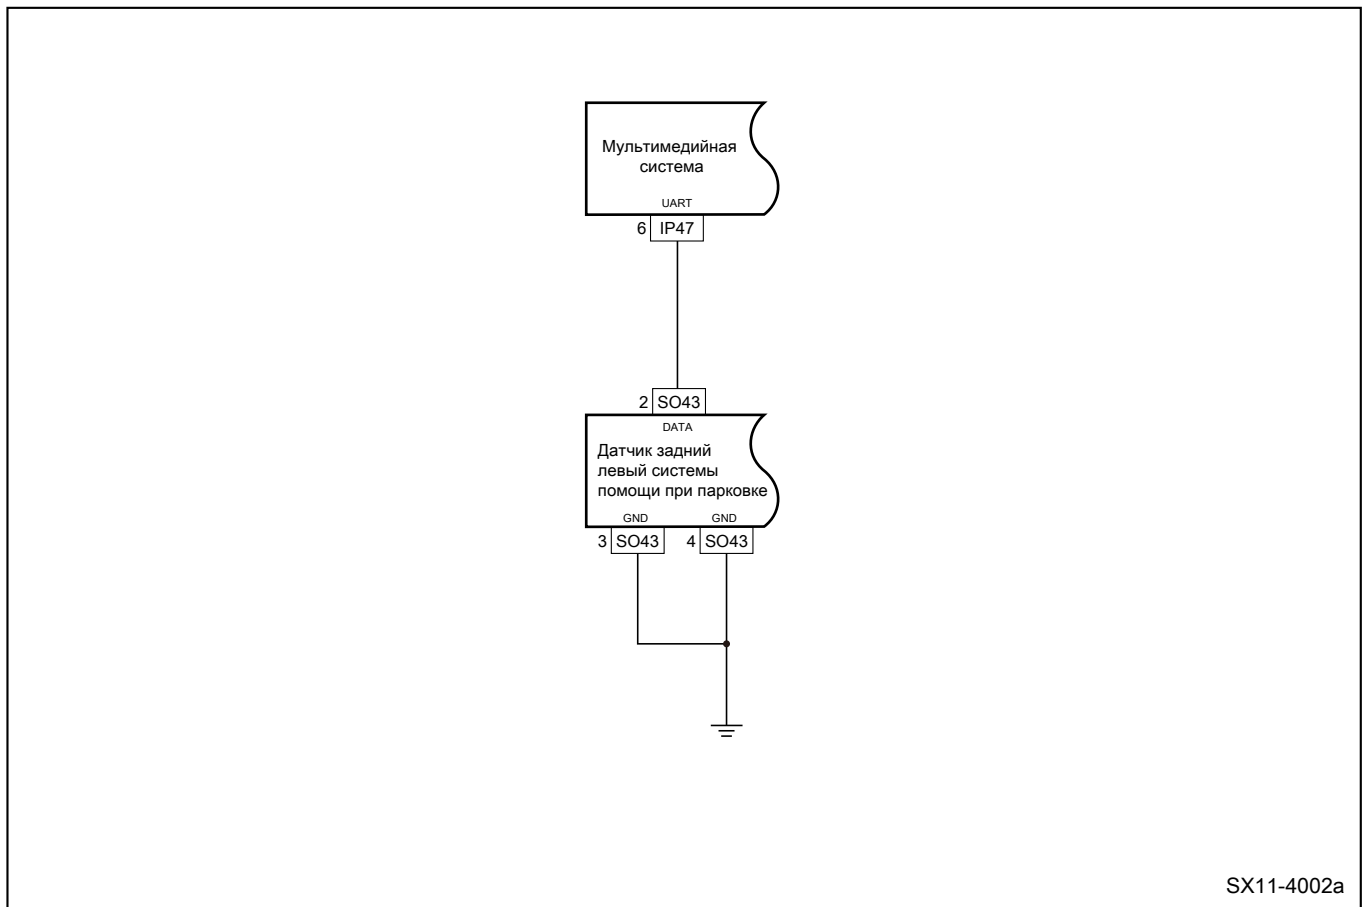 Мультимедийная
система
UART
6 IP47
2 SO43
DATA
Датчик задний
левый системы
помощи при парковке
GND GND
3 SO43 4 SO43
SX11-4002a